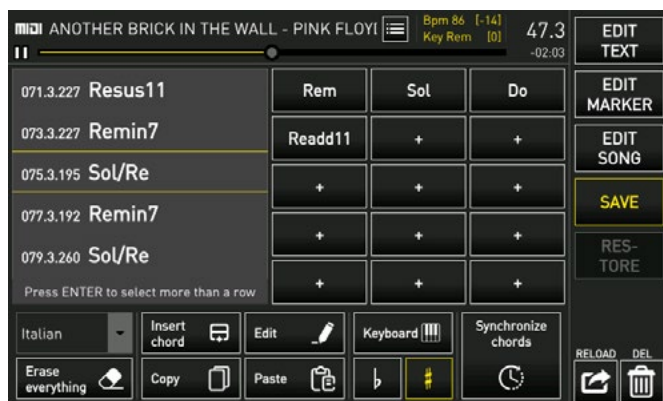 MIDI ANOTHER BRICK IN THE WALL - PINK FLOYI
Bpm 86 [-14]
Key Rem [0]
47.3
-02:03
EDIT
TEXT
071.3.227 Resus11
Rem
Sol
Do
EDIT
MARKER
073.3.227 Remin7
Readd11
+
+
EDIT
SONG
075.3.195 Sol/Re
+
+
+
SAVE
077.3.192 Remin7
+
+
+
RES-
TORE
079.3.260 Sol/Re
+
+
+
Press ENTER to select more than a row
Italian
Insert
chord
Edit
Keyboard
Synchronize
chords
Erase
everything
Copy
Paste
♭
♯
RELOAD
DEL